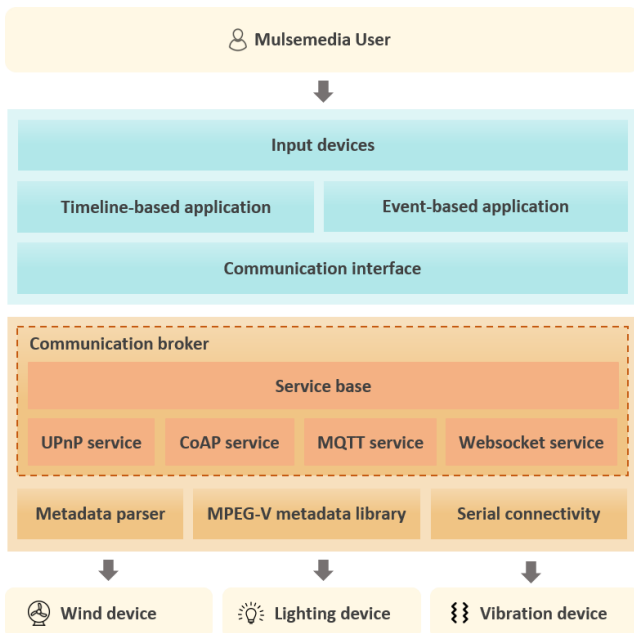 Mulsemedia User
Input devices
Timeline-based application
Event-based application
Communication interface
Communication broker
Service base
UPnP service
CoAP service
MQTT service
Websocket service
Metadata parser
MPEG-V metadata library
Serial connectivity
Wind device
Lighting device
Vibration device